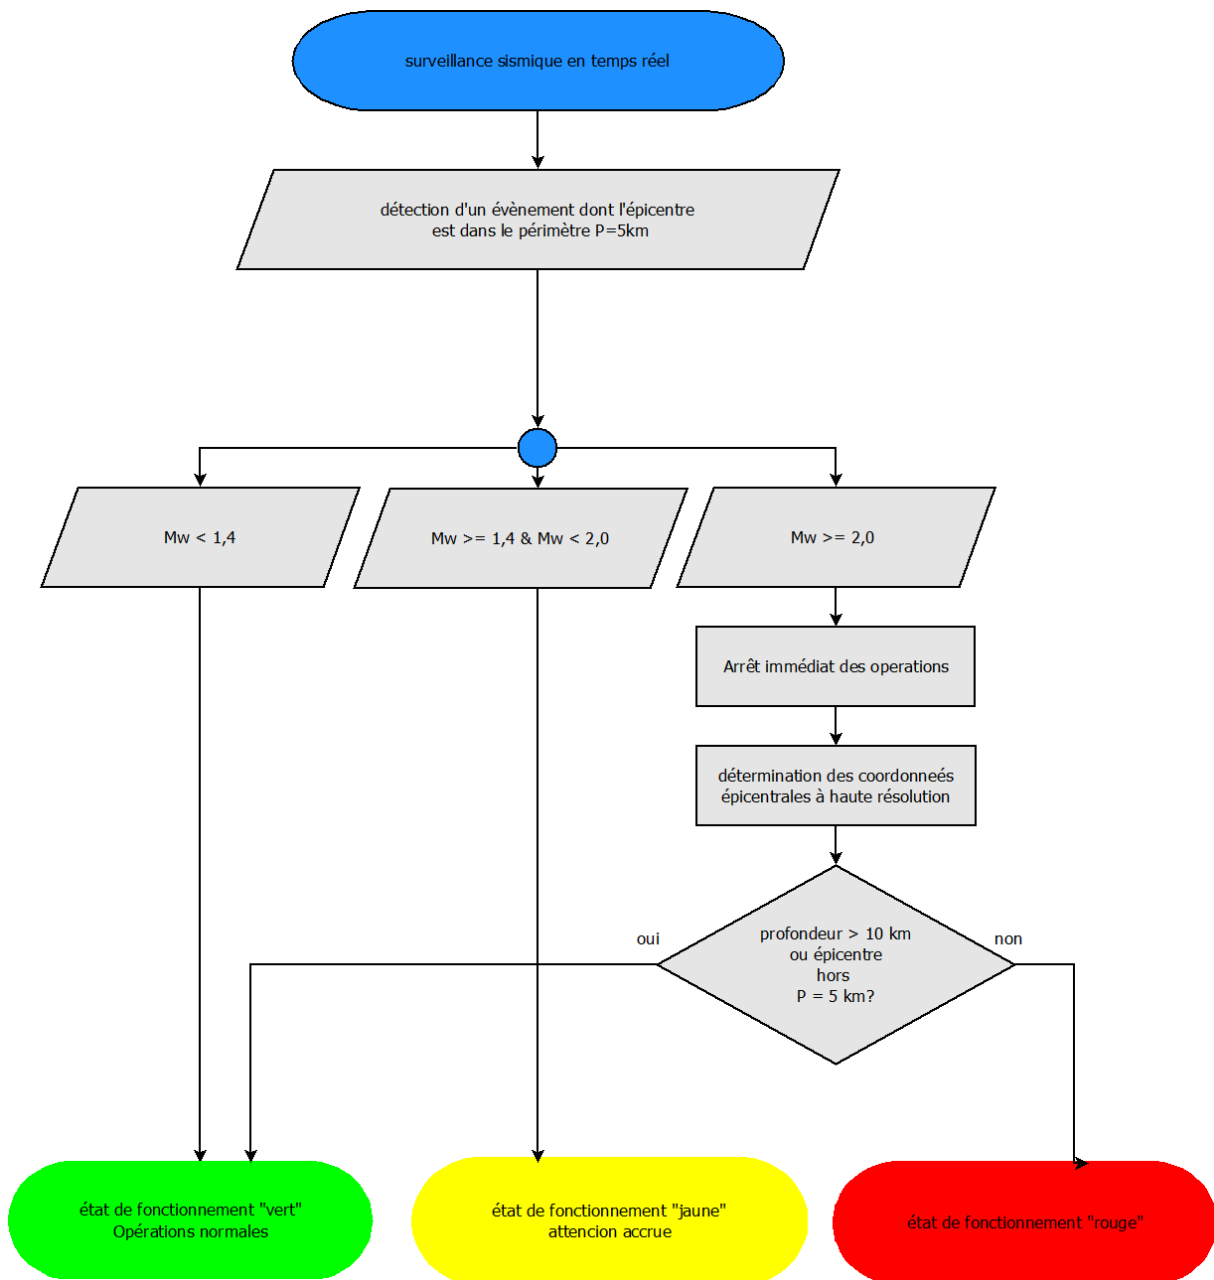 surveillance sismique en temps réel
détection d'un évènement dont l'épicentre
est dans le périmètre P=5km
Mw < 1,4
Mw >= 1,4 & Mw < 2,0
Mw >= 2,0
Arrêt immédiat des operations
détermination des coordonneés
épicentrales à haute résolution
oui
profondeur > 10 km
ou épicentre
hors
P = 5 km?
non
état de fonctionnement "vert"
Opérations normales
état de fonctionnement "jaune"
attencion accrue
état de fonctionnement "rouge"